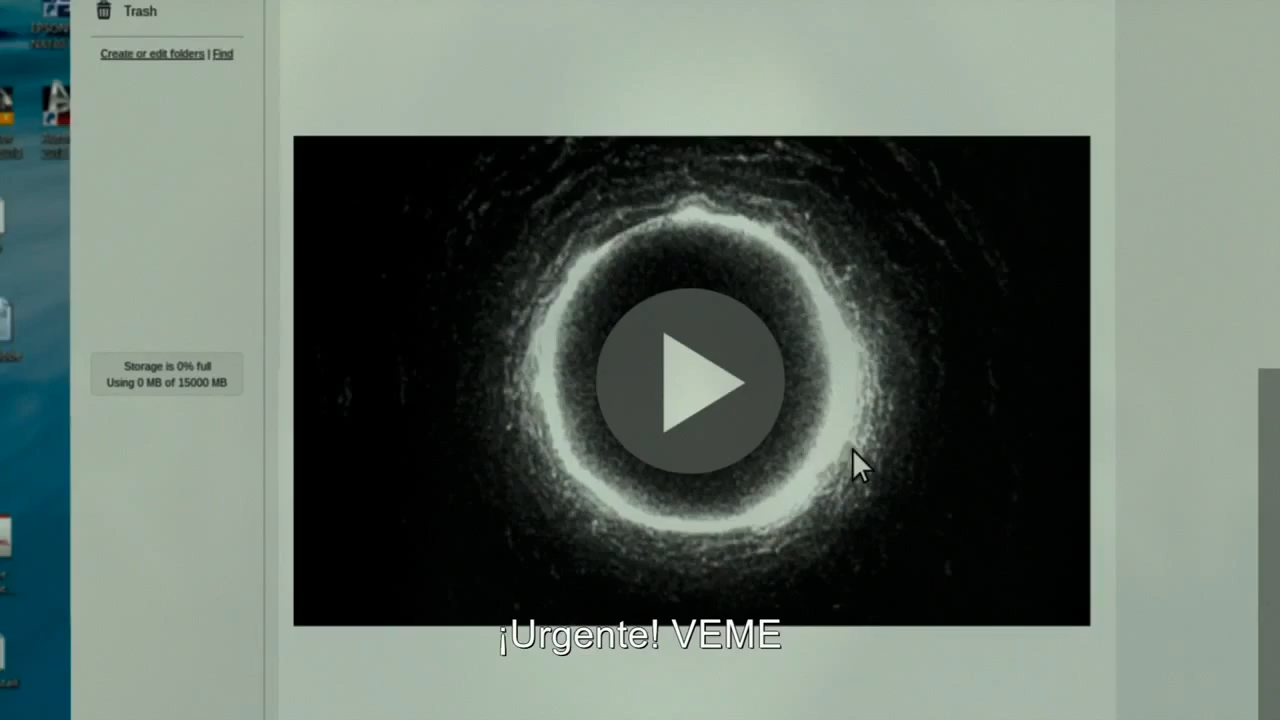 Trash
Create or edit folders | Find
Storage is 0% full
Using 0 MB of 15000 MB
¡Urgente! VEME